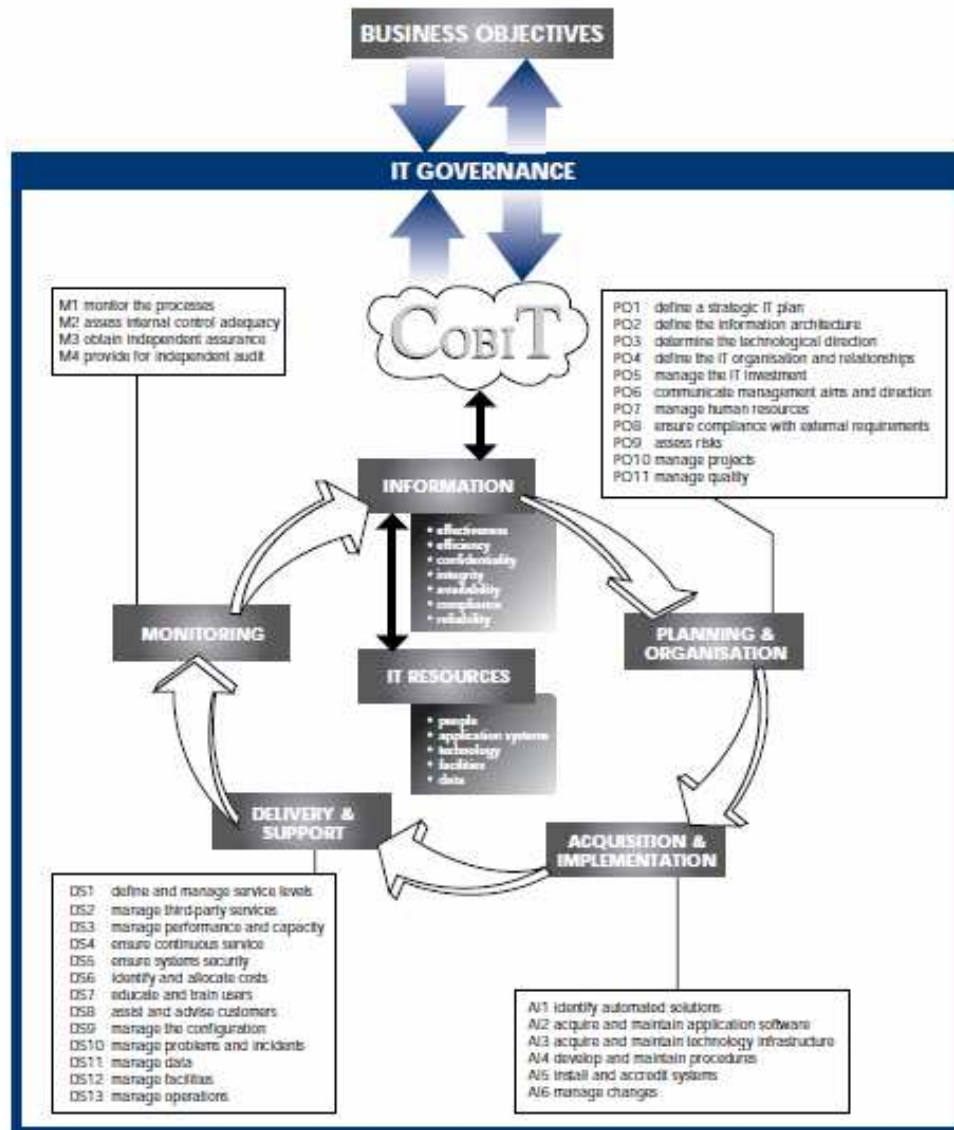 BUSINESS OBJECTIVES
IT GOVERNANCE
M1 monitor the processes
M2 assess internal control adequacy
M3 obtain independent assurance
M4 provide for independent audit
COBIT
PO1 define a strategic IT plan
PO2 define the information architecture
PO3 determine the technological direction
PO4 define the IT organisation and relationships
PO5 manage the IT investment
PO6 communicate management aims and direction
PO7 manage human resources
PO8 ensure compliance with external requirements
PO9 assess risks
PO10 manage projects
PO11 manage quality
INFORMATION
• effectiveness
• efficiency
• confidentiality
• integrity
• availability
• compliance
• reliability
MONITORING
PLANNING &
ORGANISATION
IT RESOURCES
• people
• application systems
• technology
• facilities
• data
DELIVERY &
SUPPORT
ACQUISITION &
IMPLEMENTATION
DS1 define and manage service levels
DS2 manage third-party services
DS3 manage performance and capacity
DS4 ensure continuous service
DS5 ensure systems security
DS6 identify and allocate costs
DS7 educate and train users
DS8 assist and advise customers
DS9 manage the configuration
DS10 manage problems and incidents
DS11 manage data
DS12 manage facilities
DS13 manage operations
AI1 identify automated solutions
AI2 acquire and maintain application software
AI3 acquire and maintain technology infrastructure
AI4 develop and maintain procedures
AI5 install and accredit systems
AI6 manage changes